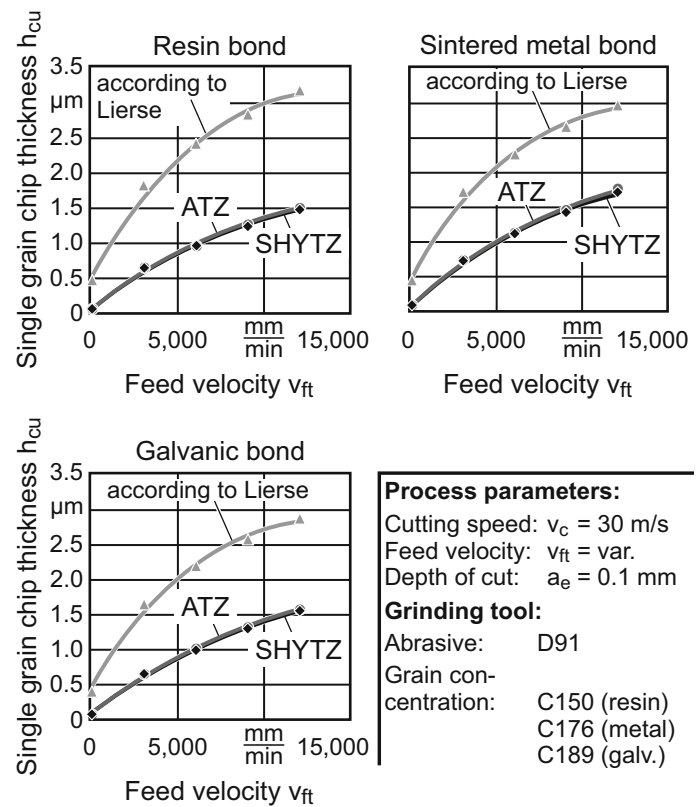 Resin bond
Single grain chip thickness h_cu
3.5
μm
2.5
2.0
1.5
1.0
0.5
0
according to
Lierse
ATZ
SHYTZ
0 5,000 mm/min 15,000
Feed velocity v_ft
Sintered metal bond
according to Lierse
ATZ
SHYTZ
0 5,000 mm/min 15,000
Feed velocity v_ft
Galvanic bond
Single grain chip thickness h_cu
3.5
μm
2.5
2.0
1.5
1.0
0.5
0
according to Lierse
ATZ
SHYTZ
0 5,000 mm/min 15,000
Feed velocity v_ft
Process parameters:
Cutting speed: v_c = 30 m/s
Feed velocity: v_ft = var.
Depth of cut: a_e = 0.1 mm
Grinding tool:
Abrasive: D91
Grain con-
centration: C150 (resin)
C176 (metal)
C189 (galv.)